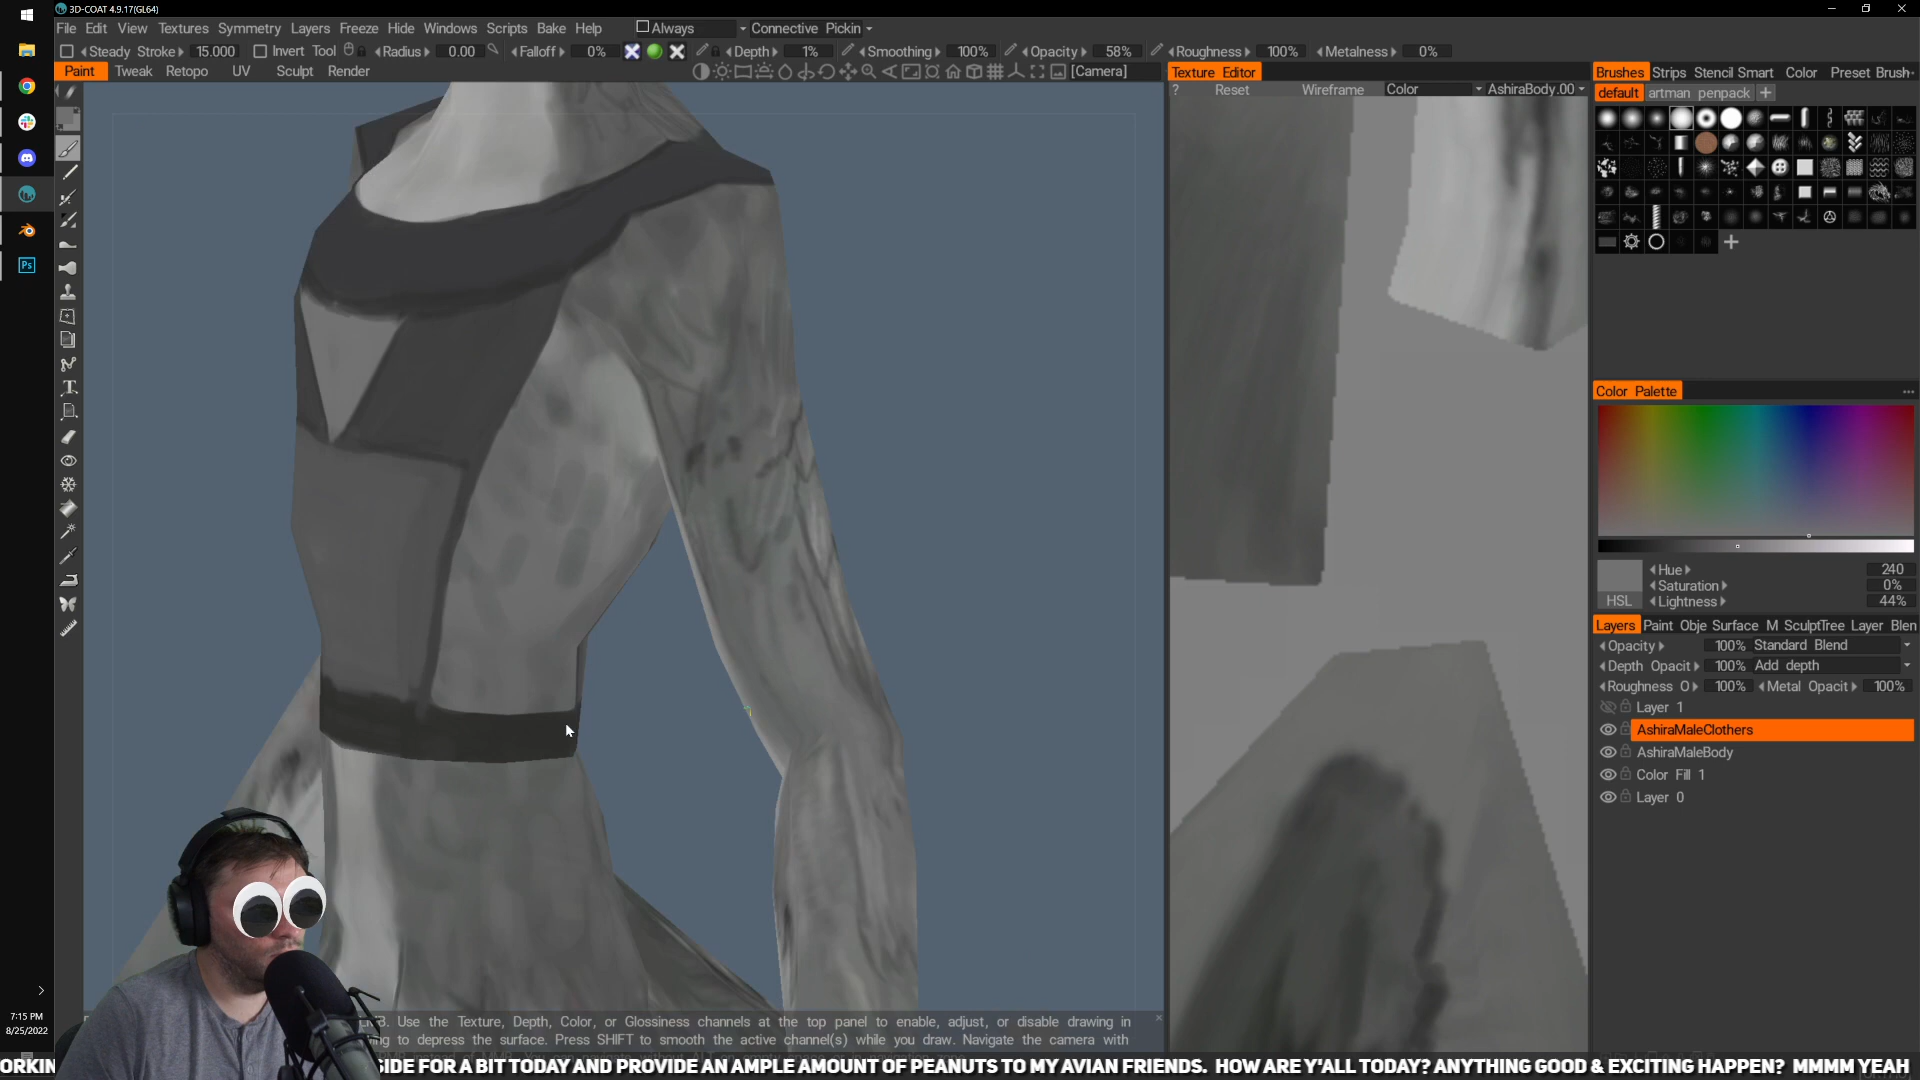 3D-COAT 4.9.17(GL64)
File Edit View Textures Symmetry Layers Freeze Hide Windows Scripts Bake Help Always Connective Pickin
Steady Stroke 15.000 Invert Tool Radius 0.00 Falloff 0% Depth 1% Smoothing 100% Opacity 58% Roughness 100% Metalness 0%
Paint Tweak Retopo UV Sculpt Render [Camera]
Texture Editor
? Reset Wireframe Color AshiraBody.00
Brushes Strips Stencil Smart Color Preset Brush
default artman penpack +
Color Palette
Hue 240
Saturation 0%
HSL Lightness 44%
Layers Paint Obje Surface M SculptTree Layer Blen
Opacity 100% Standard Blend
Depth Opacit 100% Add depth
Roughness O 100% Metal Opacit 100%
Layer 1
AshiraMaleClothers
AshiraMaleBody
Color Fill 1
Layer 0
Ps
7:15 PM
8/25/2022
B. Use the Texture, Depth, Color, or Glossiness channels at the top panel to enable, adjust, or disable drawing in
ng to depress the surface. Press SHIFT to smooth the active channel(s) while you draw. Navigate the camera with
ORKIN SIDE FOR A BIT TODAY AND PROVIDE AN AMPLE AMOUNT OF PEANUTS TO MY AVIAN FRIENDS. HOW ARE Y'ALL TODAY? ANYTHING GOOD & EXCITING HAPPEN? MMMM YEAH